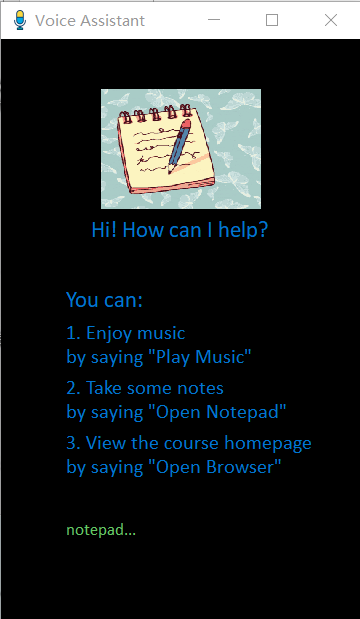 Voice Assistant
Hi! How can I help?
You can:
1. Enjoy music
by saying "Play Music"
2. Take some notes
by saying "Open Notepad"
3. View the course homepage
by saying "Open Browser"
notepad...